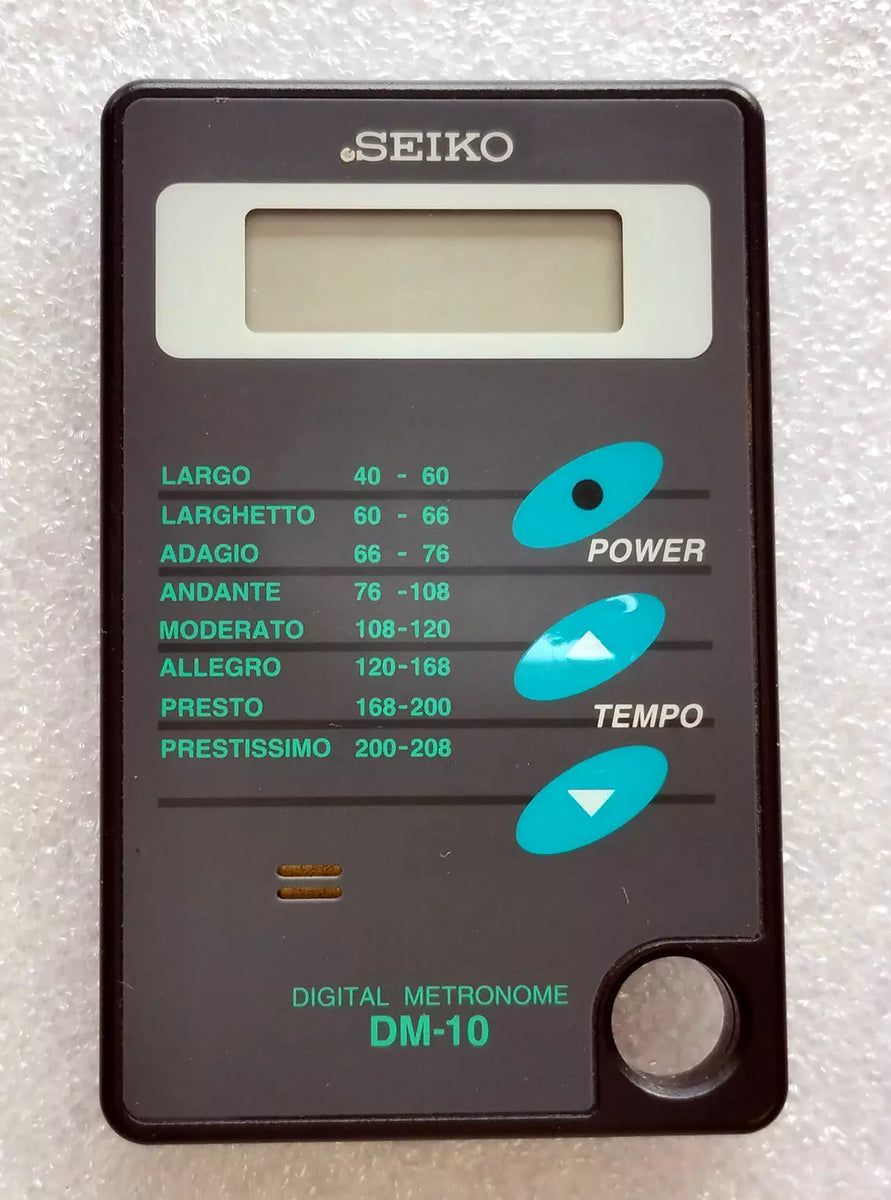 SEIKO
LARGO 40 - 60
LARGHETTO 60 - 66
ADAGIO 66 - 76
ANDANTE 76 -108
MODERATO 108-120
ALLEGRO 120-168
PRESTO 168-200
PRESTISSIMO 200-208
POWER
TEMPO
DIGITAL METRONOME
DM-10